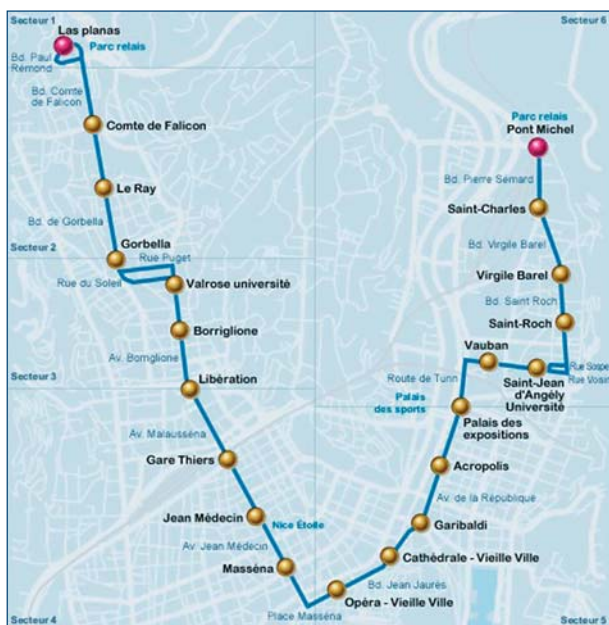 Secteur 1
Las planas
Parc relais
Bd. Paul
Rémond
Bd. Comte
de Falicon
Comte de Falicon
Le Ray
Bd. de Gorbella
Gorbella
Secteur 2
Rue Puget
Rue du Soleil
Valrose université
Borriglione
Av. Borriglione
Secteur 3
Libération
Av. Malausséna
Gare Thiers
Jean Médecin
Nice Étoile
Av. Jean Médecin
Masséna
Place Masséna
Secteur 4
Secteur 6
Parc relais
Pont Michel
Bd. Pierre Sémard
Saint-Charles
Bd. Virgile Barel
Virgile Barel
Bd. Saint Roch
Saint-Roch
Vauban
Rue Sospe
Rue Voisin
Route de Turin
Saint-Jean
d'Angély
Université
Palais
des sports
Palais des
expositions
Acropolis
Av. de la République
Garibaldi
Cathédrale - Vieille Ville
Bd. Jean Jaurès
Opéra - Vieille Ville
Secteur 5